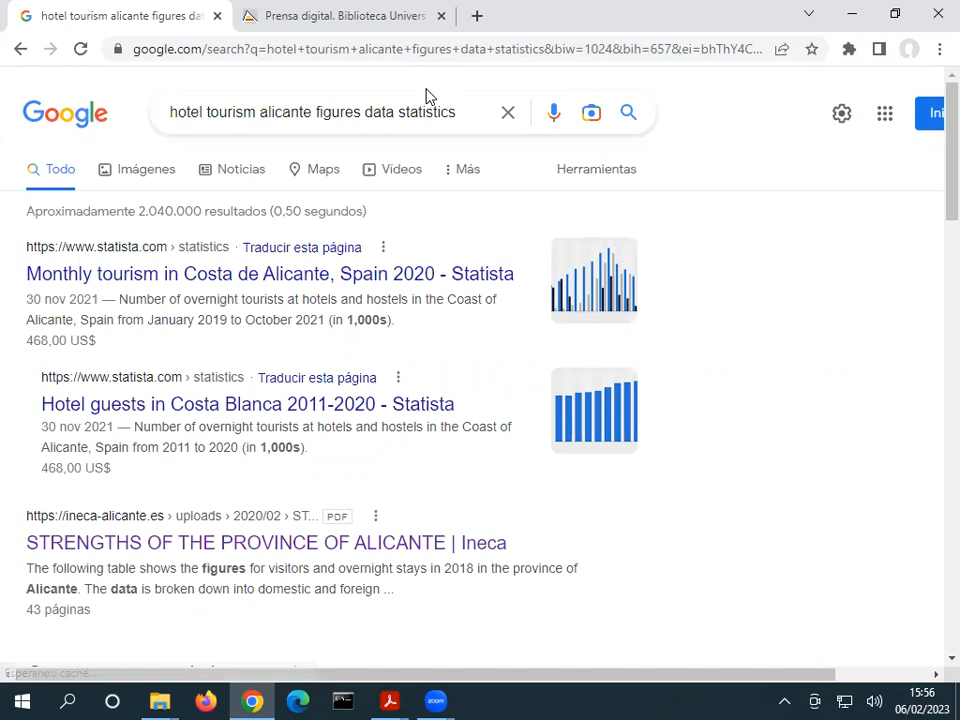 hotel tourism alicante figures dat
Prensa digital. Biblioteca Univers
google.com/search?q=hotel+tourism+alicante+figures+data+statistics&biw=1024&bih=657&ei=bhThY4C...
Google
hotel tourism alicante figures data statistics
Ini
Todo
Imágenes
Noticias
Maps
Vídeos
Más
Herramientas
Aproximadamente 2.040.000 resultados (0,50 segundos)
https://www.statista.com › statistics · Traducir esta página
Monthly tourism in Costa de Alicante, Spain 2020 - Statista
30 nov 2021 — Number of overnight tourists at hotels and hostels in the Coast of
Alicante, Spain from January 2019 to October 2021 (in 1,000s).
468,00 US$
https://www.statista.com › statistics · Traducir esta página
Hotel guests in Costa Blanca 2011-2020 - Statista
30 nov 2021 — Number of overnight tourists at hotels and hostels in the Coast of
Alicante, Spain from 2011 to 2020 (in 1,000s).
468,00 US$
https://ineca-alicante.es › uploads › 2020/02 › ST... PDF
STRENGTHS OF THE PROVINCE OF ALICANTE | Ineca
The following table shows the figures for visitors and overnight stays in 2018 in the province of
Alicante. The data is broken down into domestic and foreign ...
43 páginas
sperando caché...
zoom
15:56
06/02/2023